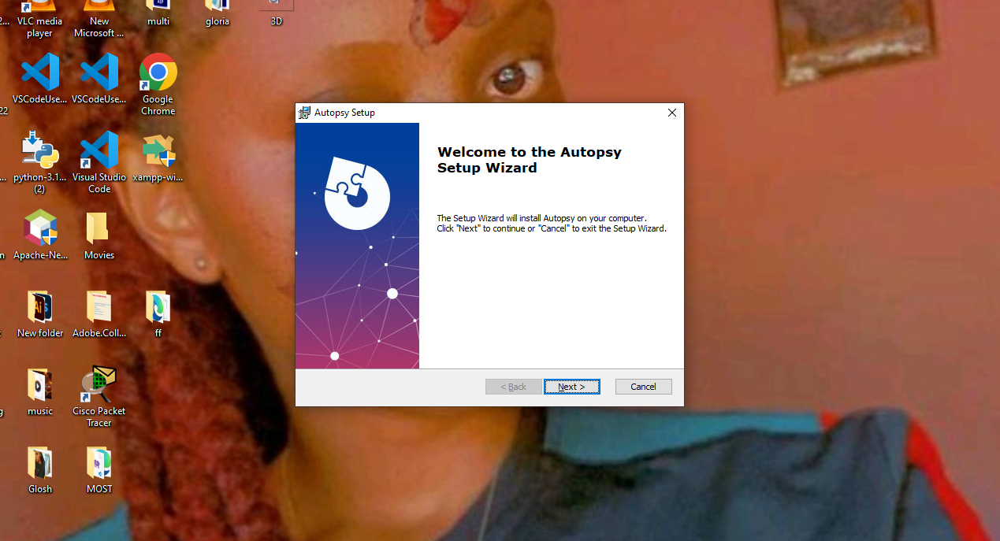 2...
VLC media
player
New
Microsoft ...
multi
gloria
3D
22
VSCodeUse...
VSCodeUse...
Google
Chrome
...
python-3.1...
(2)
Visual Studio
Code
xampp-wi...
n
Apache-Ne...
Movies
New folder
Adobe.Coll...
ff
g
music
Cisco Packet
Tracer
Glosh
MOST
Autopsy Setup
Welcome to the Autopsy
Setup Wizard
The Setup Wizard will install Autopsy on your computer.
Click "Next" to continue or "Cancel" to exit the Setup Wizard.
< Back
Next >
Cancel